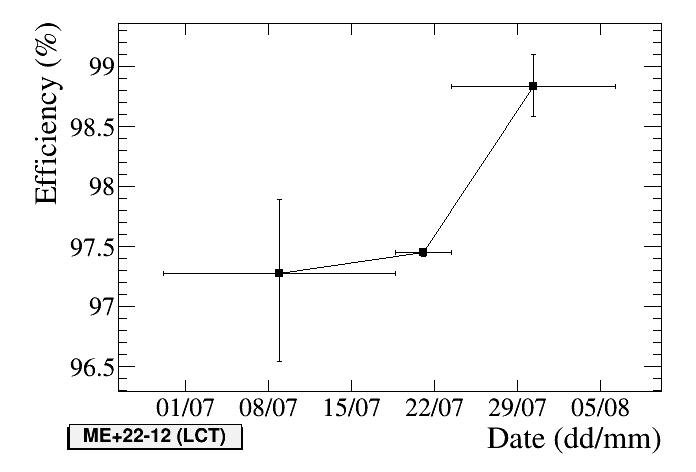 Efficiency (%)
99
98.5
98
97.5
97
96.5
01/07 08/07 15/07 22/07 29/07 05/08
ME+22-12 (LCT)
Date (dd/mm)